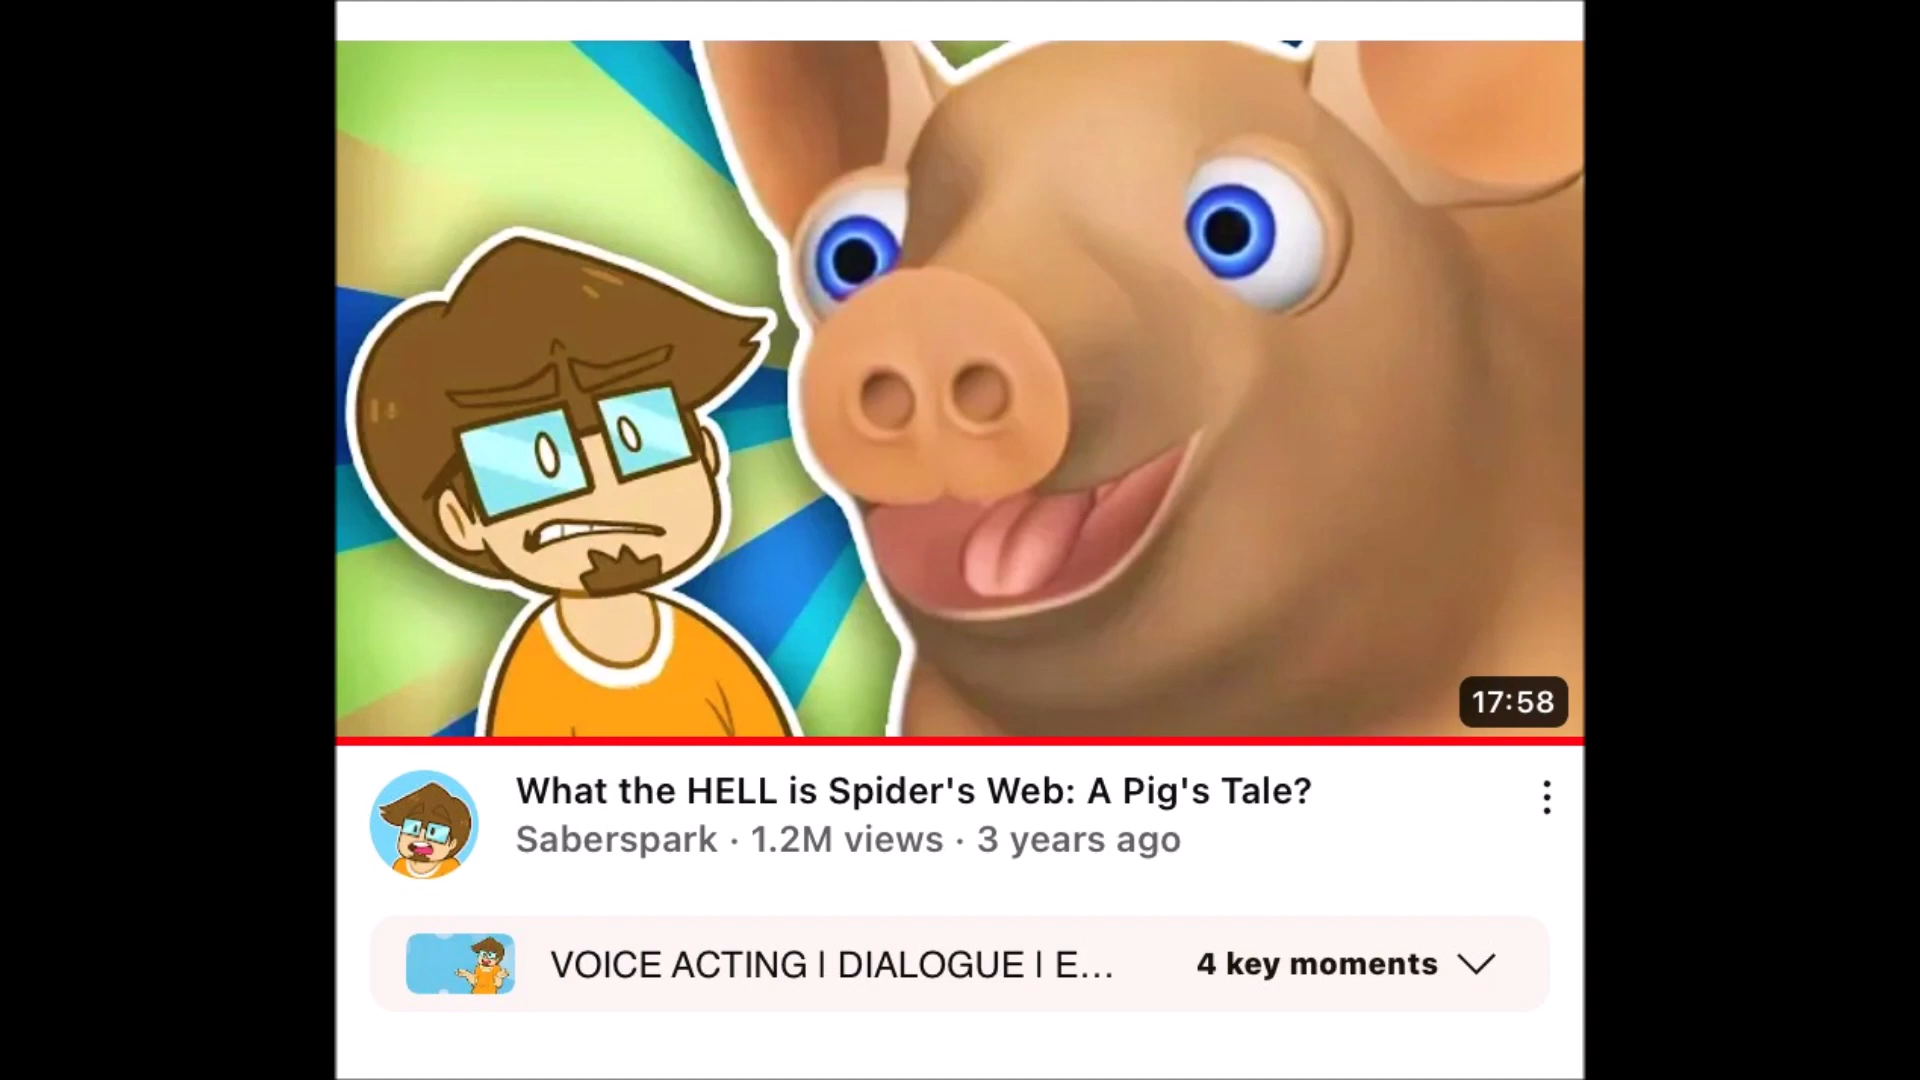 17:58
What the HELL is Spider's Web: A Pig's Tale?
Saberspark · 1.2M views · 3 years ago
VOICE ACTING | DIALOGUE | E... 4 key moments